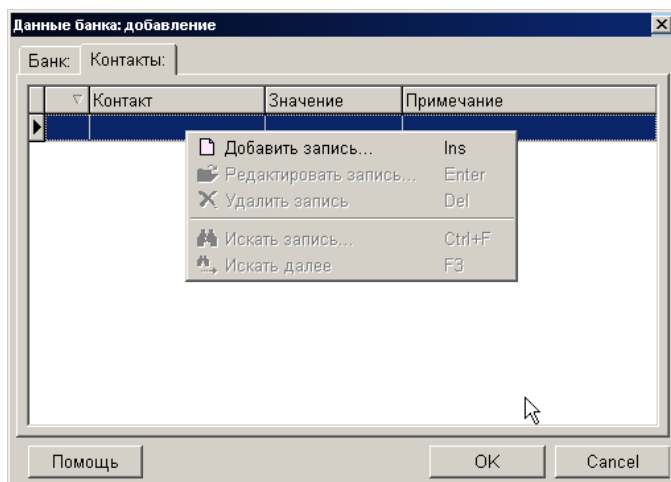 Данные банка: добавление
Банк: Контакты:
Контакт Значение Примечание
Добавить запись... Ins
Редактировать запись... Enter
Удалить запись Del
Искать запись... Ctrl+F
Искать далее F3
Помощь OK Cancel